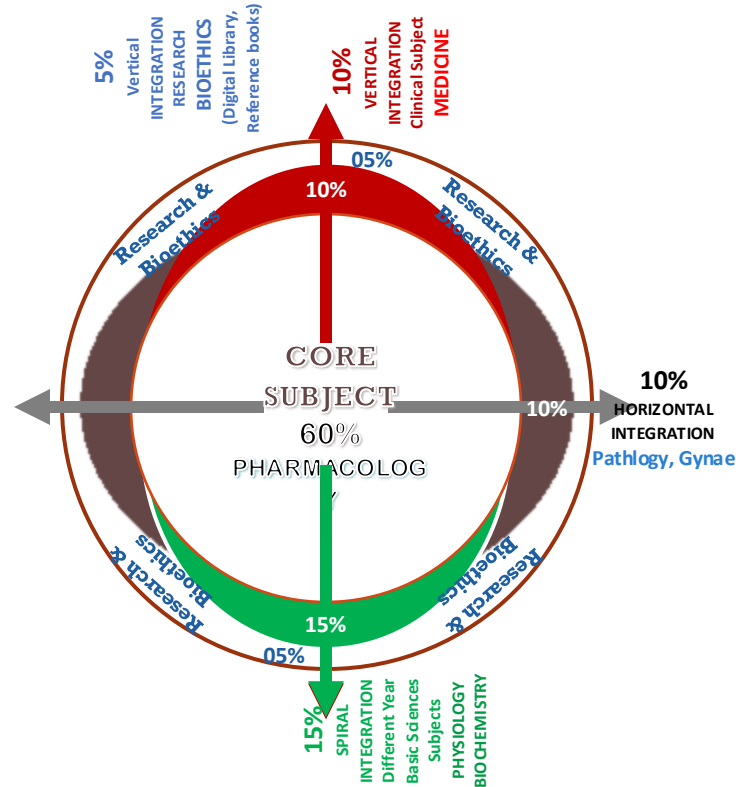 5%
Vertical
INTEGRATION
RESEARCH
BIOETHICS
(Digital Library,
Reference books)
10%
VERTICAL
INTEGRATION
Clinical Subject
MEDICINE
05%
10%
Research &
Bioethics
Research &
Bioethics
CORE
SUBJECT
60%
PHARMACOLOG
Y
10%
10%
HORIZONTAL
INTEGRATION
Pathlogy, Gynae
Research &
Bioethics
Research &
Bioethics
15%
05%
15%
SPIRAL
INTEGRATION
Different Year
Basic Sciences
Subjects
PHYSIOLOGY
BIOCHEMISTRY